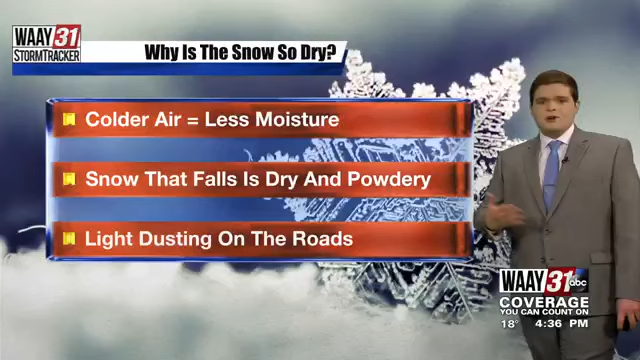 WAAY 31
STORMTRACKER
Why Is The Snow So Dry?
Colder Air = Less Moisture
Snow That Falls Is Dry And Powdery
Light Dusting On The Roads
WAAY 31 abc
COVERAGE
YOU CAN COUNT ON
18° 4:36 PM